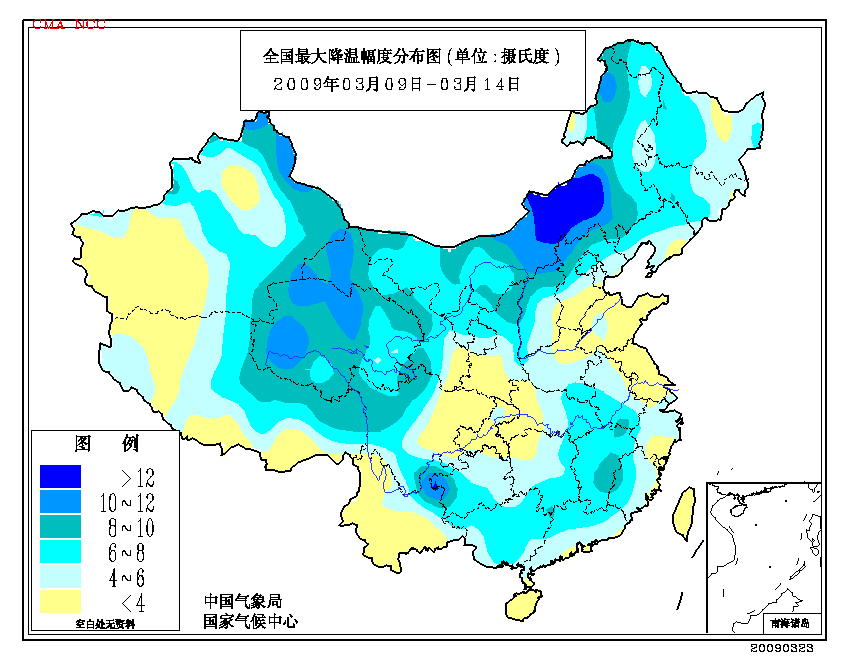 CMA NCC
全国最大降温幅度分布图(单位:摄氏度)
2009年03月09日-03月14日
图 例
>12
10~12
8~10
6~8
4~6
<4
空白处无资料
中国气象局
国家气候中心
南海诸岛
20090323